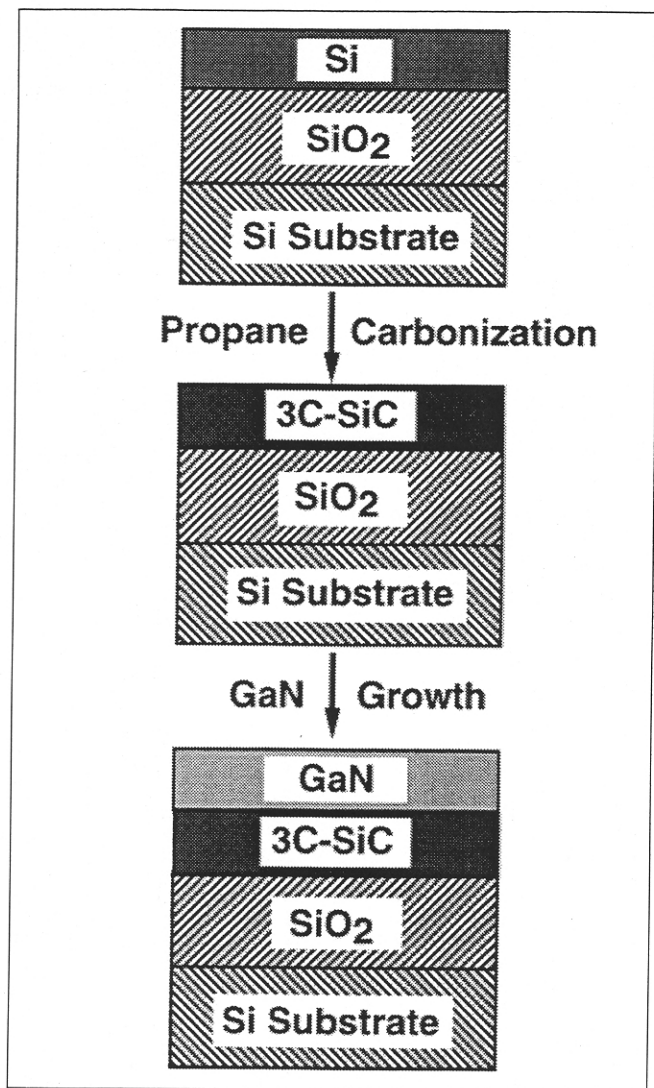 Si
SiO2
Si Substrate
Propane Carbonization
3C-SiC
SiO2
Si Substrate
GaN Growth
GaN
3C-SiC
SiO2
Si Substrate